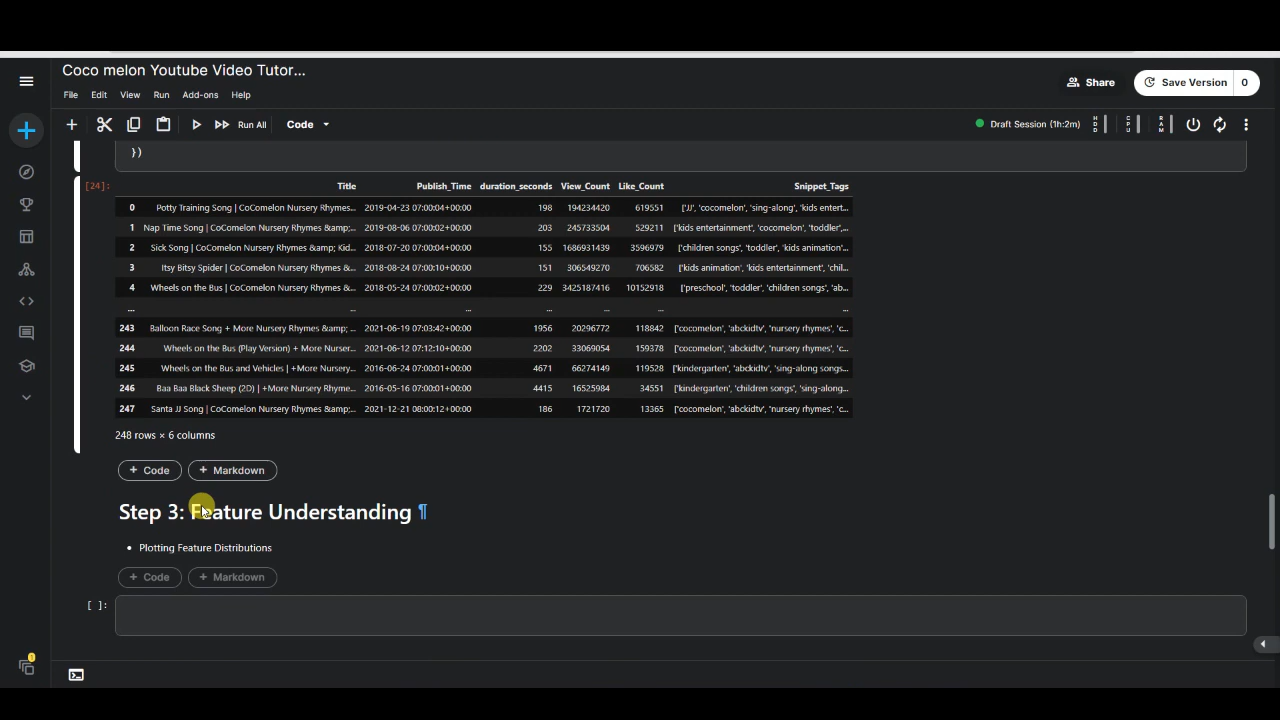 Coco melon Youtube Video Tutor...
File Edit View Run Add-ons Help
Share
Save Version 0
Run All Code
Draft Session (1h:2m) HDD CPU RAM
})
[24]:
Title Publish_Time duration_seconds View_Count Like_Count Snippet_Tags
0 Potty Training Song | CoComelon Nursery Rhymes... 2019-04-23 07:00:04+00:00 198 194234420 619551 ['JJ', 'cocomelon', 'sing-along', 'kids entert...
1 Nap Time Song | CoComelon Nursery Rhymes &amp;... 2019-08-06 07:00:02+00:00 203 245733504 529211 ['kids entertainment', 'cocomelon', 'toddler',...
2 Sick Song | CoComelon Nursery Rhymes &amp; Kid... 2018-07-20 07:00:04+00:00 155 1686931439 3596979 ['children songs', 'toddler', 'kids animation'...
3 Itsy Bitsy Spider | CoComelon Nursery Rhymes &... 2018-08-24 07:00:10+00:00 151 306549270 706582 ['kids animation', 'kids entertainment', 'chil...
4 Wheels on the Bus | CoComelon Nursery Rhymes &... 2018-05-24 07:00:02+00:00 229 3425187416 10152918 ['preschool', 'toddler', 'children songs', 'ab...
... ... ... ... ... ... ...
243 Balloon Race Song + More Nursery Rhymes &amp; ... 2021-06-19 07:03:42+00:00 1956 20296772 118842 ['cocomelon', 'abckidtv', 'nursery rhymes', 'c...
244 Wheels on the Bus (Play Version) + More Nurser... 2021-06-12 07:12:10+00:00 2202 33069054 159378 ['cocomelon', 'abckidtv', 'nursery rhymes', 'c...
245 Wheels on the Bus and Vehicles | +More Nursery... 2016-06-24 07:00:01+00:00 4671 66274149 119528 ['kindergarten', 'abckidtv', 'sing-along songs...
246 Baa Baa Black Sheep (2D) | +More Nursery Rhyme... 2016-05-16 07:00:01+00:00 4415 16525984 34551 ['kindergarten', 'children songs', 'sing-along...
247 Santa JJ Song | CoComelon Nursery Rhymes &amp;... 2021-12-21 08:00:12+00:00 186 1721720 13365 ['cocomelon', 'abckidtv', 'nursery rhymes', 'c...
248 rows × 6 columns
+ Code + Markdown
Step 3: Feature Understanding ¶
• Plotting Feature Distributions
+ Code + Markdown
[ ]:
1